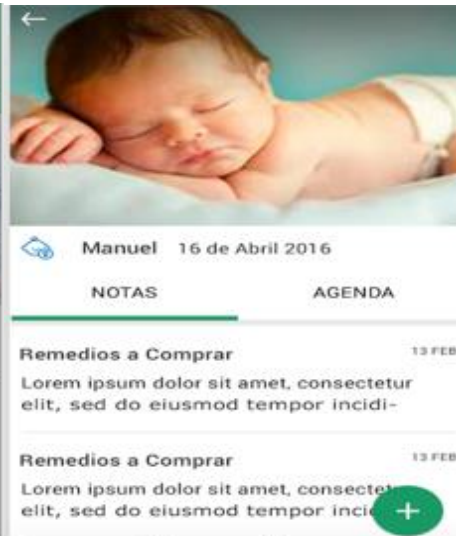 Manuel 16 de Abril 2016
NOTAS AGENDA
Remedios a Comprar 13 FEB
Lorem ipsum dolor sit amet, consectetur
elit, sed do eiusmod tempor incidi-
Remedios a Comprar 13 FEB
Lorem ipsum dolor sit amet, consectetur
elit, sed do eiusmod tempor inci